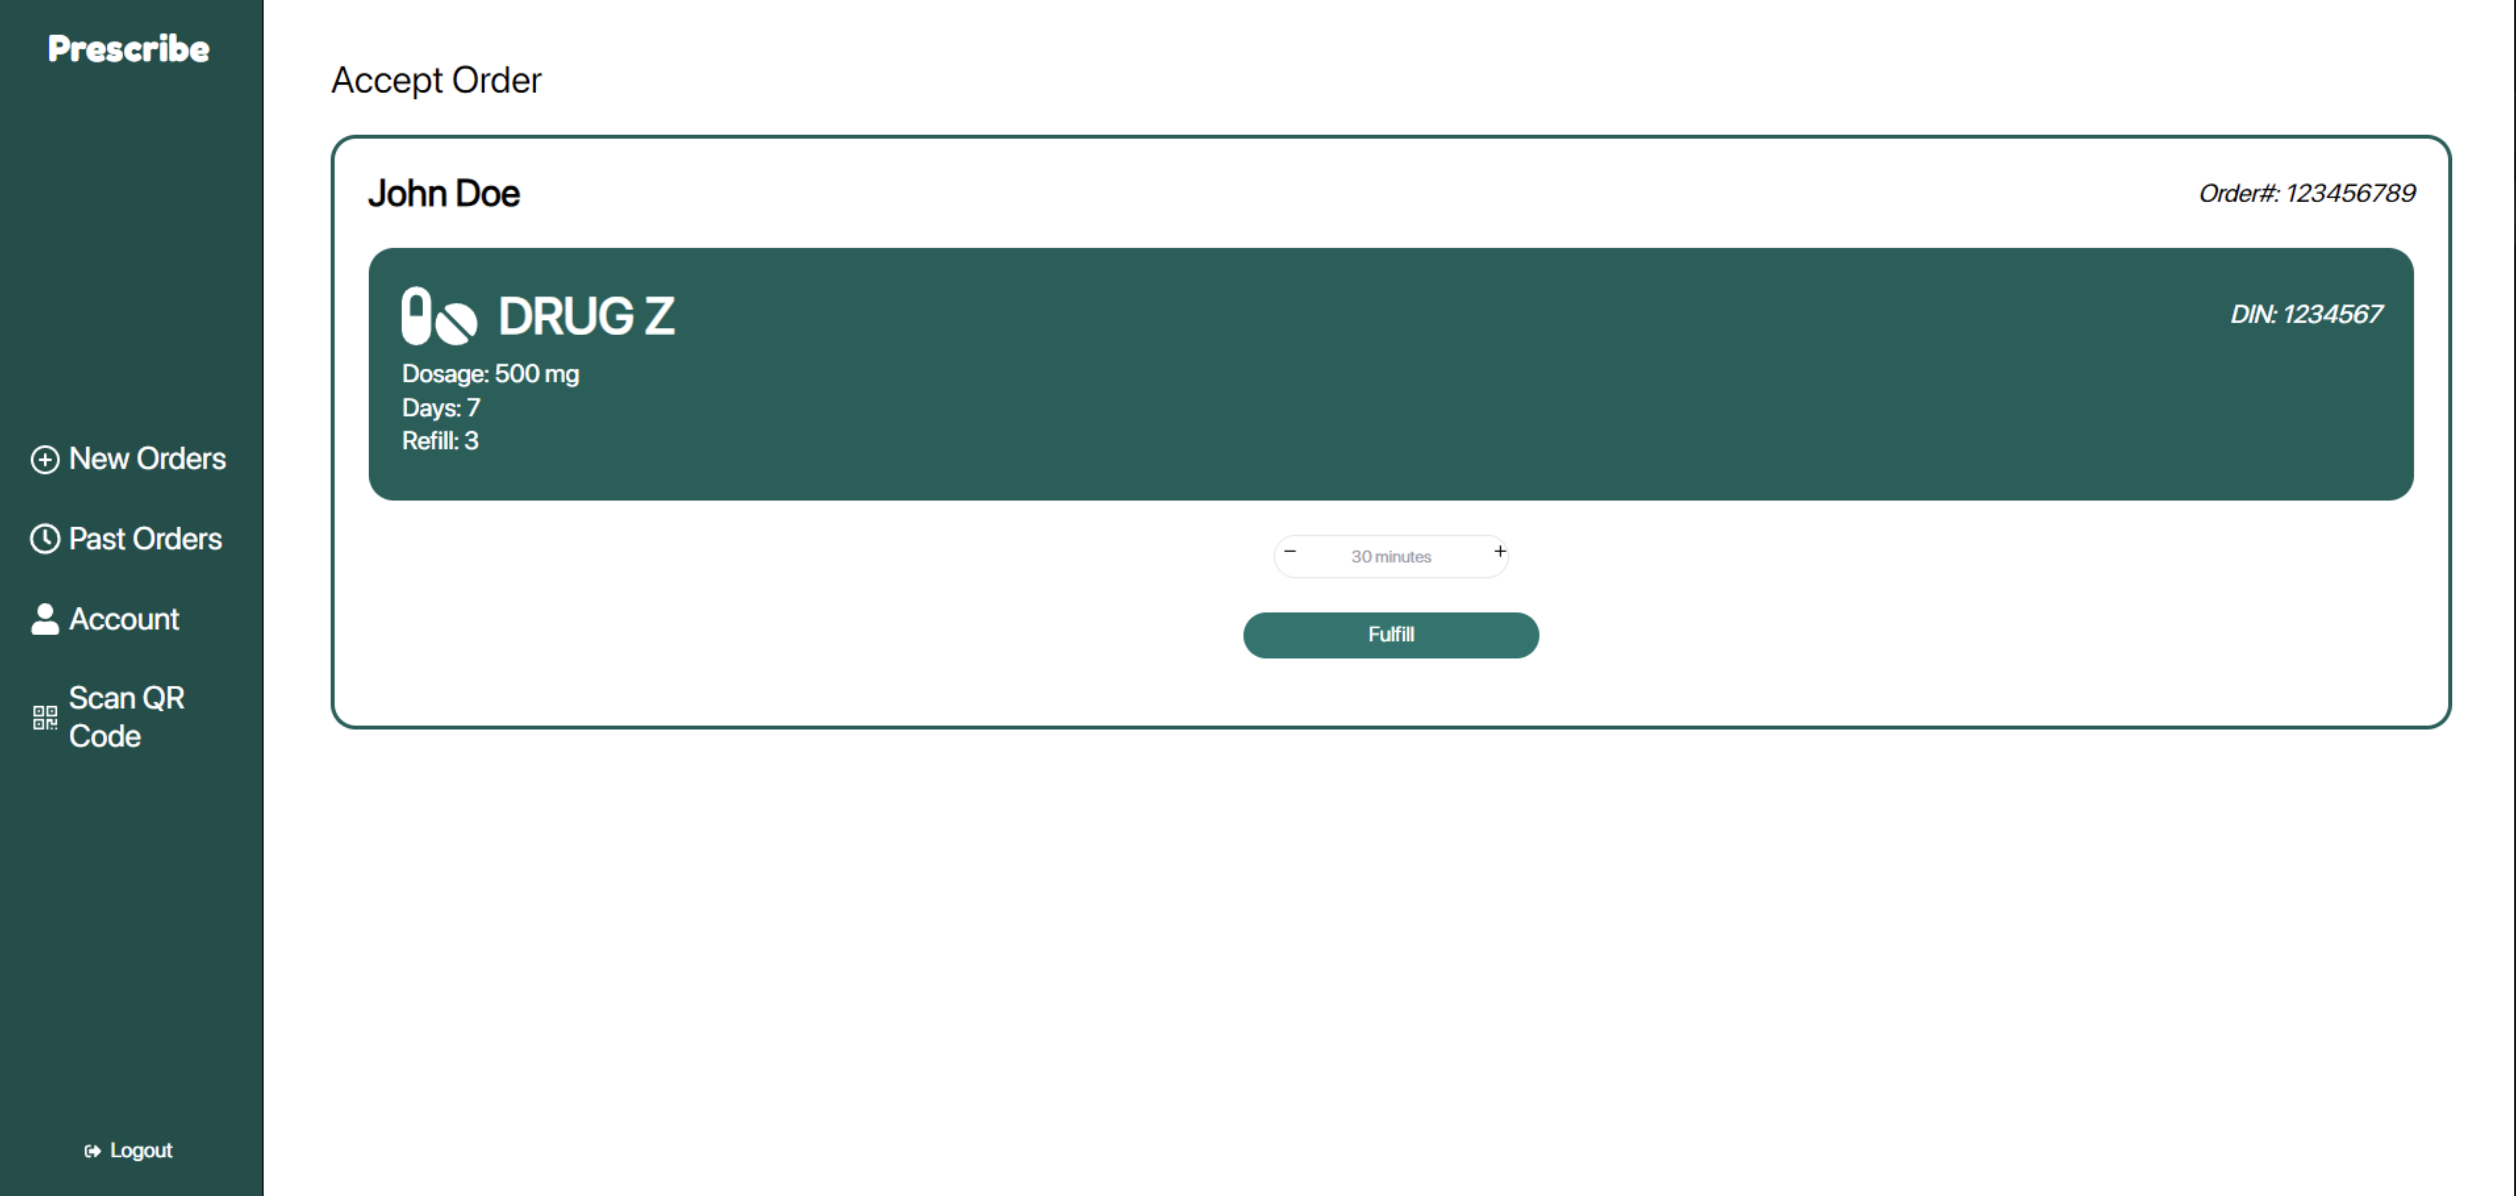 Prescribe
New Orders
Past Orders
Account
Scan QR
Code
Logout
Accept Order
John Doe
Order#: 123456789
DRUG Z
DIN: 1234567
Dosage: 500 mg
Days: 7
Refill: 3
− 30 minutes +
Fulfill